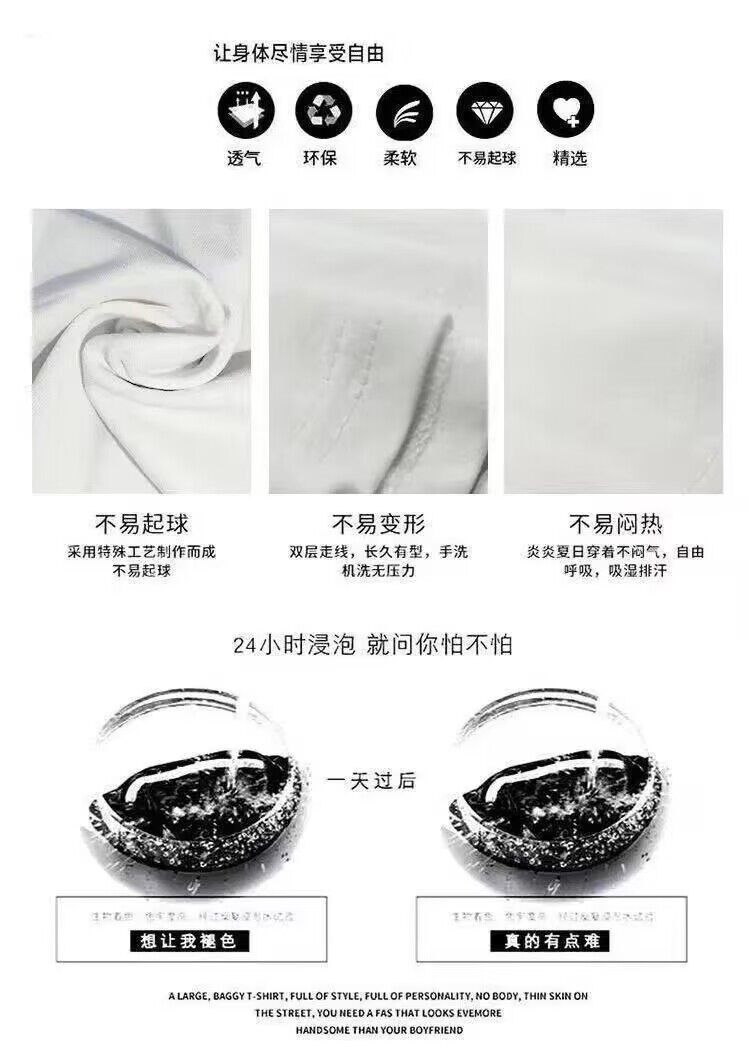 让身体尽情享受自由
透气 环保 柔软 不易起球 精选
不易起球
采用特殊工艺制作而成
不易起球
不易变形
双层走线，长久有型，手洗
机洗无压力
不易闷热
炎炎夏日穿着不闷气，自由
呼吸，吸湿排汗
24小时浸泡 就问你怕不怕
一天过后
想让我褪色
真的有点难
A LARGE, BAGGY T-SHIRT, FULL OF STYLE, FULL OF PERSONALITY, NO BODY, THIN SKIN ON
THE STREET, YOU NEED A FAS THAT LOOKS EVEMORE
HANDSOME THAN YOUR BOYFRIEND